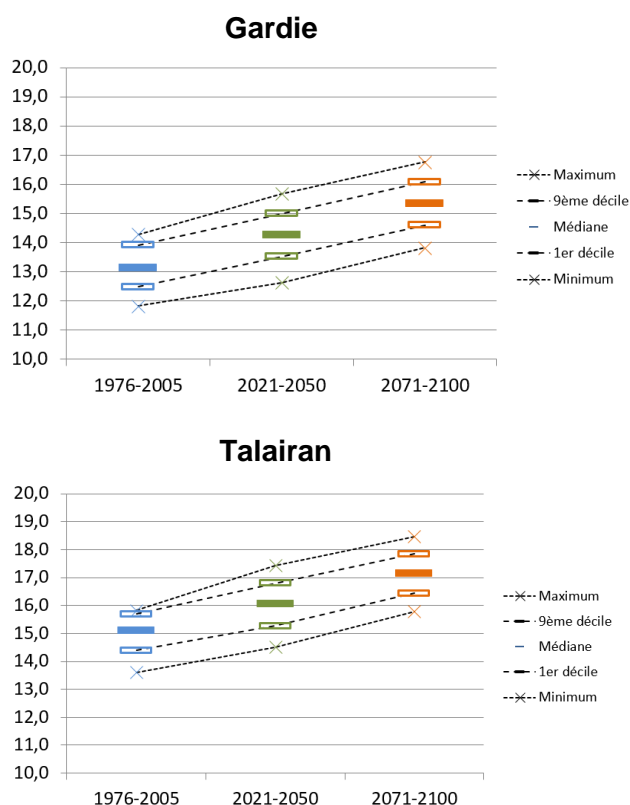 Gardie
20,0
19,0
18,0
17,0
16,0
15,0
14,0
13,0
12,0
11,0
10,0
1976-2005 2021-2050 2071-2100
Maximum
9ème décile
Médiane
1er décile
Minimum
Talairan
20,0
19,0
18,0
17,0
16,0
15,0
14,0
13,0
12,0
11,0
10,0
1976-2005 2021-2050 2071-2100
Maximum
9ème décile
Médiane
1er décile
Minimum